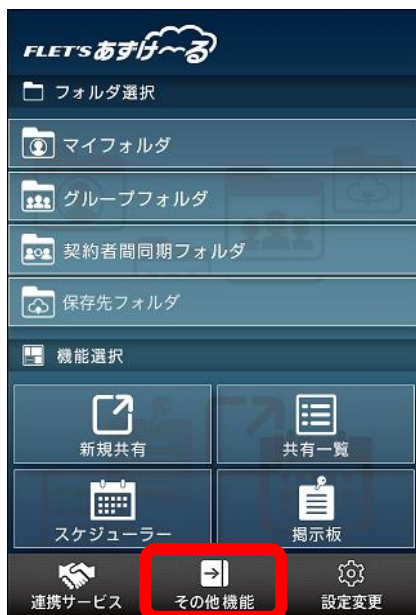 FLET'S あずけ〜る
フォルダ選択
マイフォルダ
グループフォルダ
契約者間同期フォルダ
保存先フォルダ
機能選択
新規共有
共有一覧
スケジューラー
掲示板
連携サービス
その他機能
設定変更